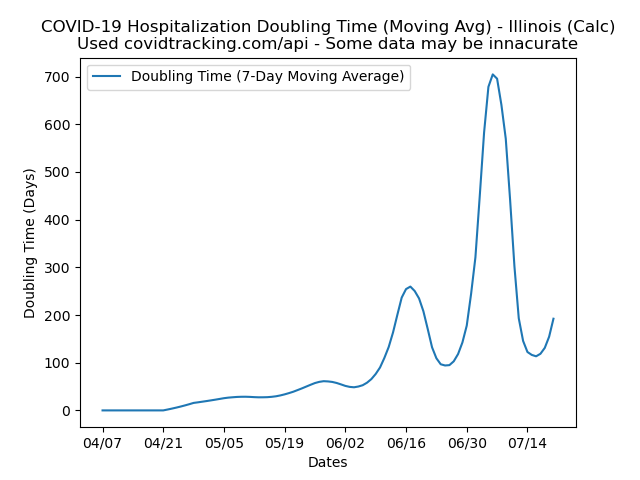 COVID-19 Hospitalization Doubling Time (Moving Avg) - Illinois (Calc)
Used covidtracking.com/api - Some data may be innacurate
Doubling Time (7-Day Moving Average)
700
600
500
400
300
200
100
0
Doubling Time (Days)
04/07 04/21 05/05 05/19 06/02 06/16 06/30 07/14
Dates